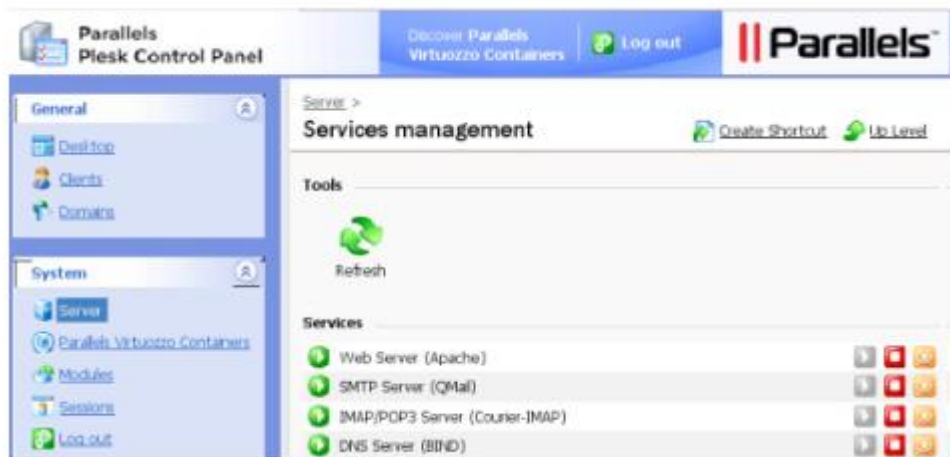 Parallels
Plesk Control Panel
Discover Parallels
Virtuozzo Containers
Log out
Parallels™
General
Desktop
Clients
Domains
System
Server
Parallels Virtuozzo Containers
Modules
Sessions
Log out
Server >
Services management
Create Shortcut
Up Level
Tools
Refresh
Services
Web Server (Apache)
SMTP Server (QMail)
IMAP/POP3 Server (Courier-IMAP)
DNS Server (BIND)